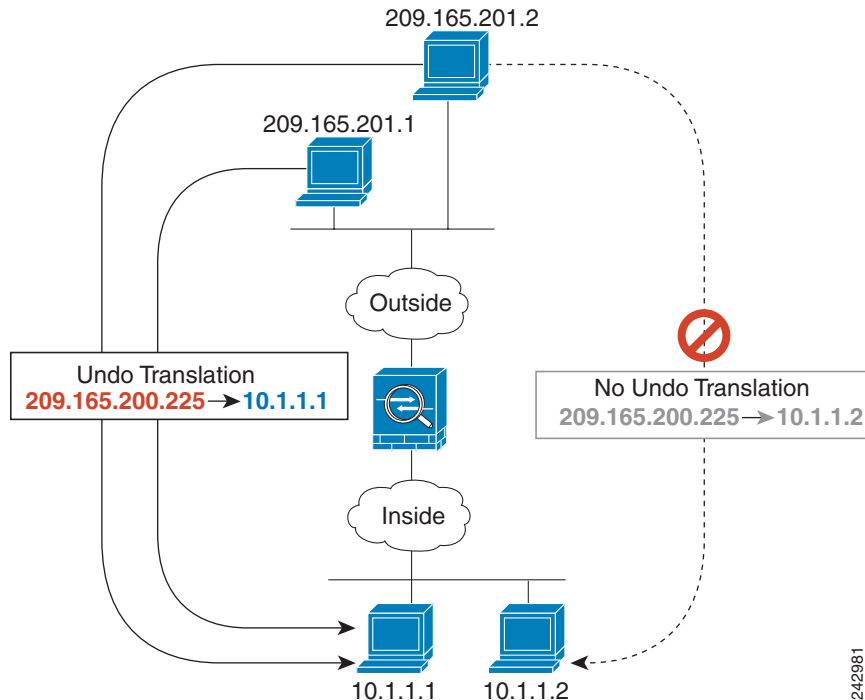 209.165.201.2
209.165.201.1
Outside
Undo Translation
209.165.200.225 → 10.1.1.1
No Undo Translation
209.165.200.225 → 10.1.1.2
Inside
10.1.1.1
10.1.1.2
242981